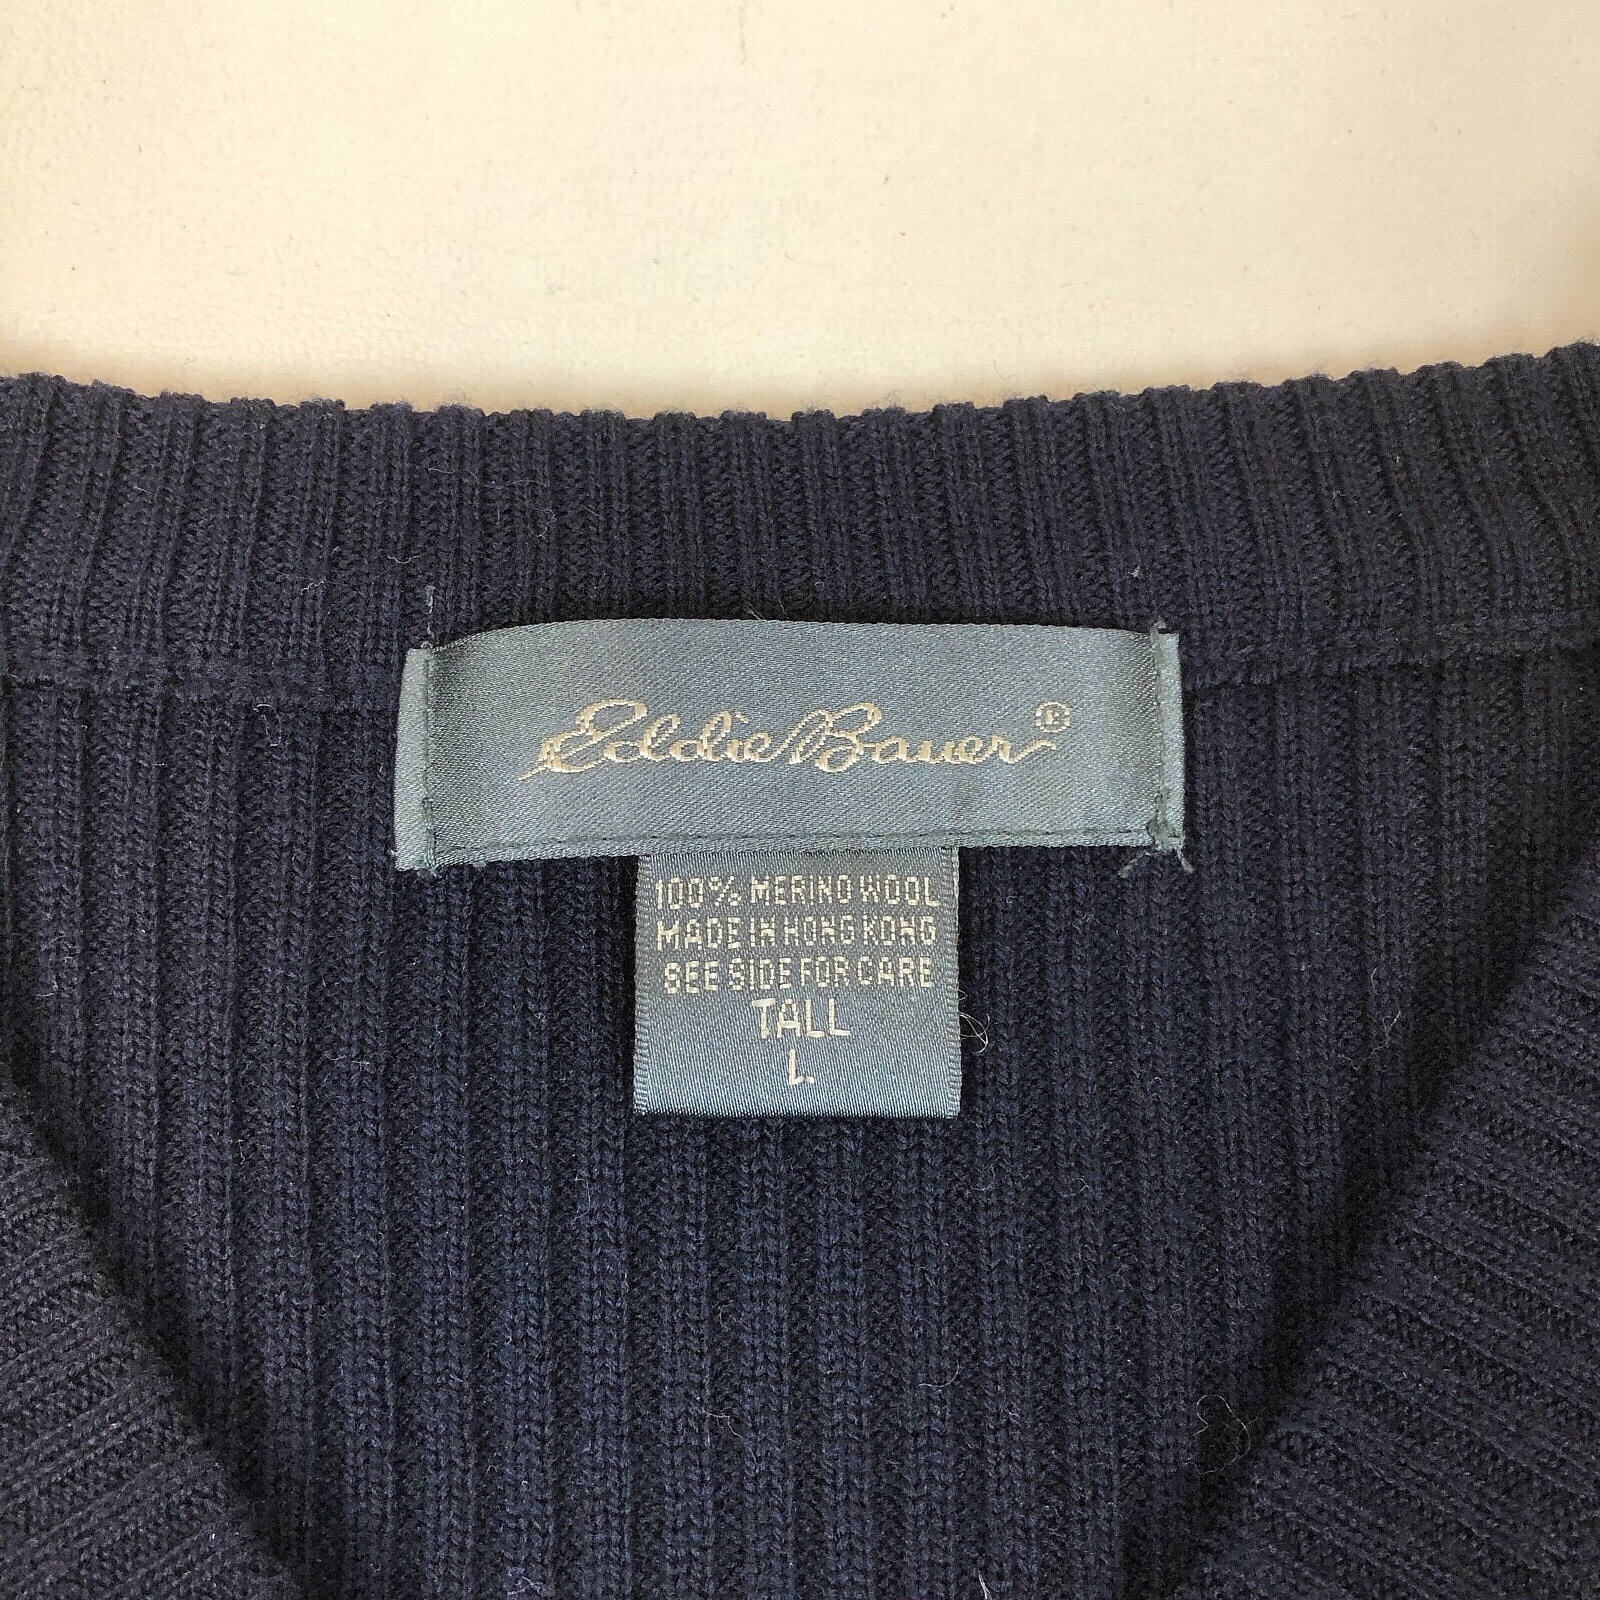 Eddie Bauer®
100% MERINO WOOL
MADE IN HONG KONG
SEE SIDE FOR CARE
TALL
L.